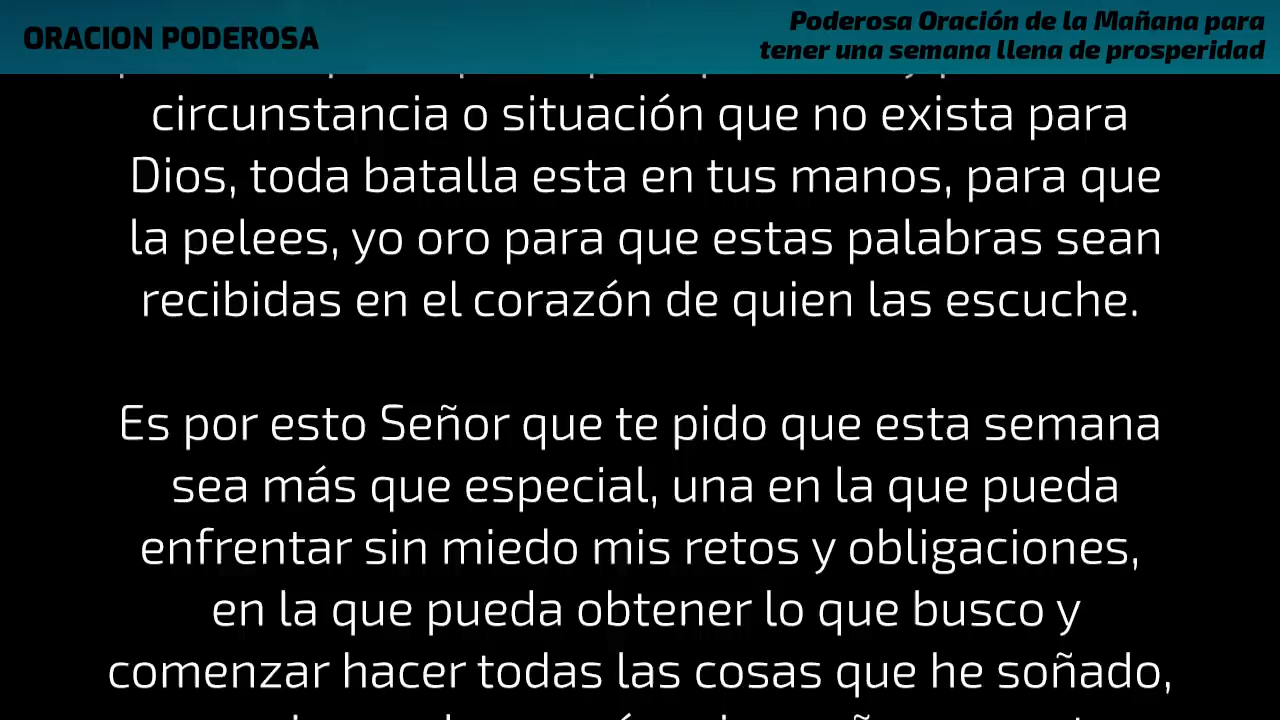 ORACION PODEROSA
Poderosa Oración de la Mañana para
tener una semana llena de prosperidad
circunstancia o situación que no exista para
Dios, toda batalla esta en tus manos, para que
la pelees, yo oro para que estas palabras sean
recibidas en el corazón de quien las escuche.
Es por esto Señor que te pido que esta semana
sea más que especial, una en la que pueda
enfrentar sin miedo mis retos y obligaciones,
en la que pueda obtener lo que busco y
comenzar hacer todas las cosas que he soñado,